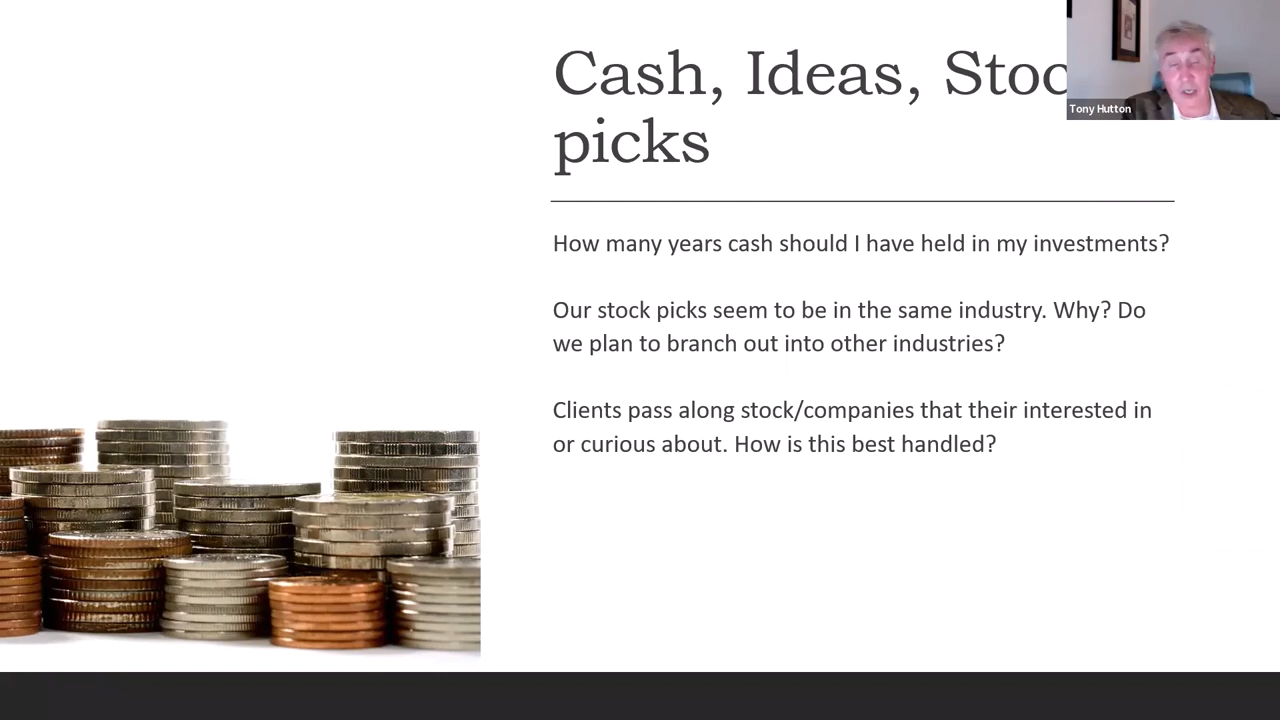 Cash, Ideas, Stoc
picks
Tony Hutton
How many years cash should I have held in my investments?
Our stock picks seem to be in the same industry. Why? Do
we plan to branch out into other industries?
Clients pass along stock/companies that their interested in
or curious about. How is this best handled?